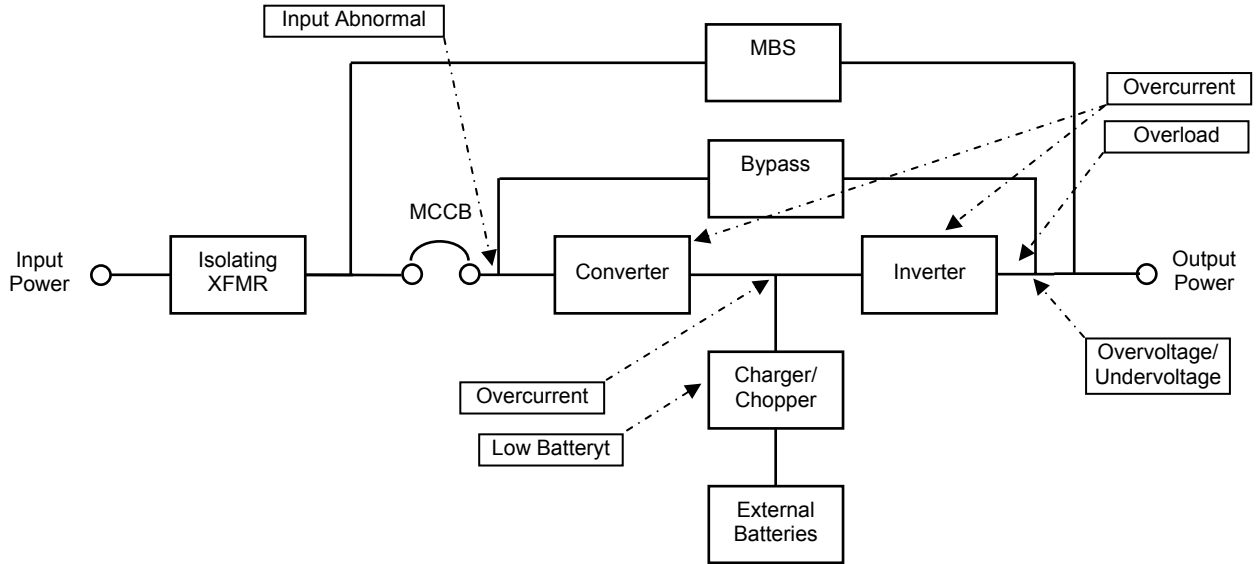 Input Abnormal
MBS
Overcurrent
Overload
Bypass
MCCB
Input
Power
Isolating
XFMR
Converter
Inverter
Output
Power
Overvoltage/
Undervoltage
Charger/
Chopper
Overcurrent
Low Batteryt
External
Batteries